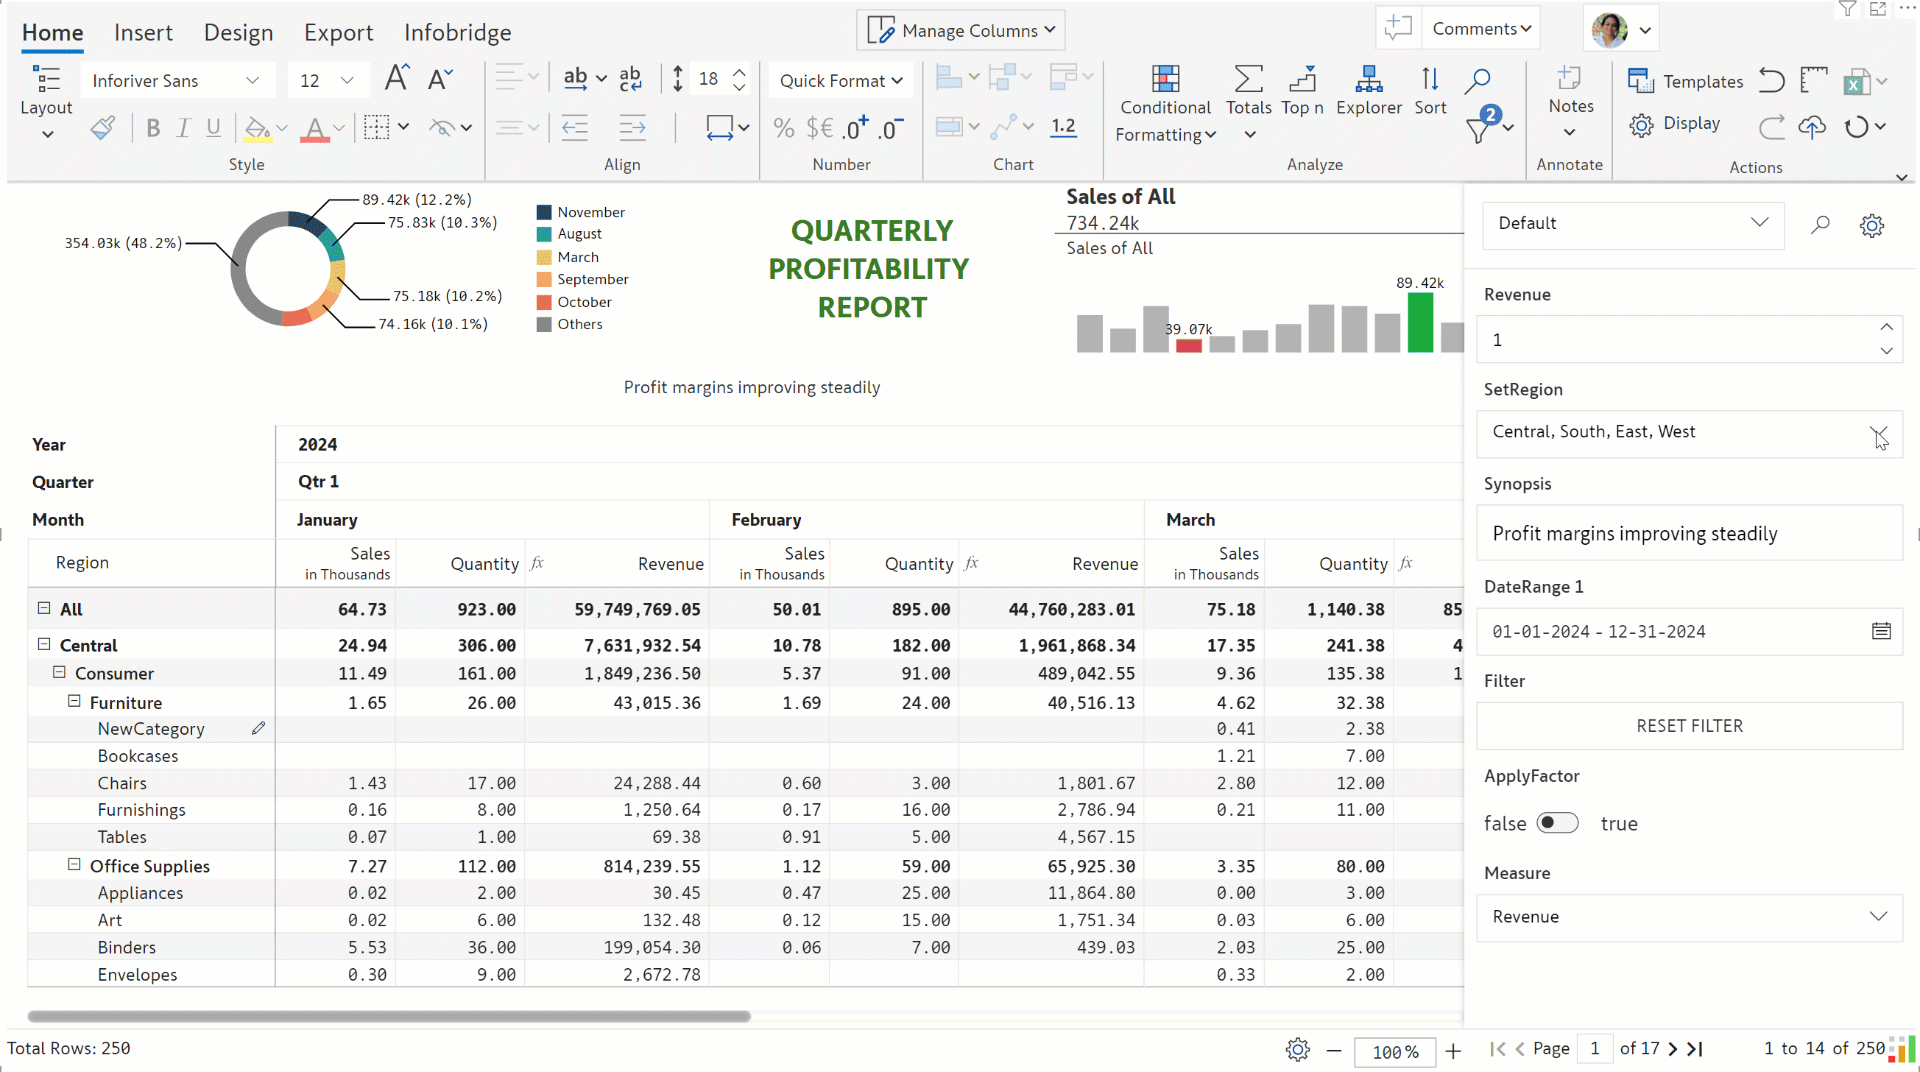 Home Insert Design Export Infobridge Manage Columns Comments
Inforiver Sans 12 A A ab ab 18 Quick Format Templates
Layout Conditional Formatting Totals Top n Explorer Sort 2 Notes Display
B I U A % $€ .0+ .0- 1.2
Style Align Number Chart Analyze Annotate Actions
89.42k (12.2%)
75.83k (10.3%)
354.03k (48.2%)
75.18k (10.2%)
74.16k (10.1%)
November
August
March
September
October
Others
QUARTERLY
PROFITABILITY
REPORT
Sales of All
734.24k
Sales of All
89.42k
39.07k
Profit margins improving steadily
Year 2024
Quarter Qtr 1
Month January February March
Region Sales in Thousands Quantity fx Revenue Sales in Thousands Quantity fx Revenue Sales in Thousands Quantity fx
All 64.73 923.00 59,749,769.05 50.01 895.00 44,760,283.01 75.18 1,140.38 85
Central 24.94 306.00 7,631,932.54 10.78 182.00 1,961,868.34 17.35 241.38 4
Consumer 11.49 161.00 1,849,236.50 5.37 91.00 489,042.55 9.36 135.38 1
Furniture 1.65 26.00 43,015.36 1.69 24.00 40,516.13 4.62 32.38
NewCategory 0.41 2.38
Bookcases 1.21 7.00
Chairs 1.43 17.00 24,288.44 0.60 3.00 1,801.67 2.80 12.00
Furnishings 0.16 8.00 1,250.64 0.17 16.00 2,786.94 0.21 11.00
Tables 0.07 1.00 69.38 0.91 5.00 4,567.15
Office Supplies 7.27 112.00 814,239.55 1.12 59.00 65,925.30 3.35 80.00
Appliances 0.02 2.00 30.45 0.47 25.00 11,864.80 0.00 3.00
Art 0.02 6.00 132.48 0.12 15.00 1,751.34 0.03 6.00
Binders 5.53 36.00 199,054.30 0.06 7.00 439.03 2.03 25.00
Envelopes 0.30 9.00 2,672.78 0.33 2.00
Default
Revenue
1
SetRegion
Central, South, East, West
Synopsis
Profit margins improving steadily
DateRange 1
01-01-2024 - 12-31-2024
Filter
RESET FILTER
ApplyFactor
false true
Measure
Revenue
Total Rows: 250 100% Page 1 of 17 1 to 14 of 250